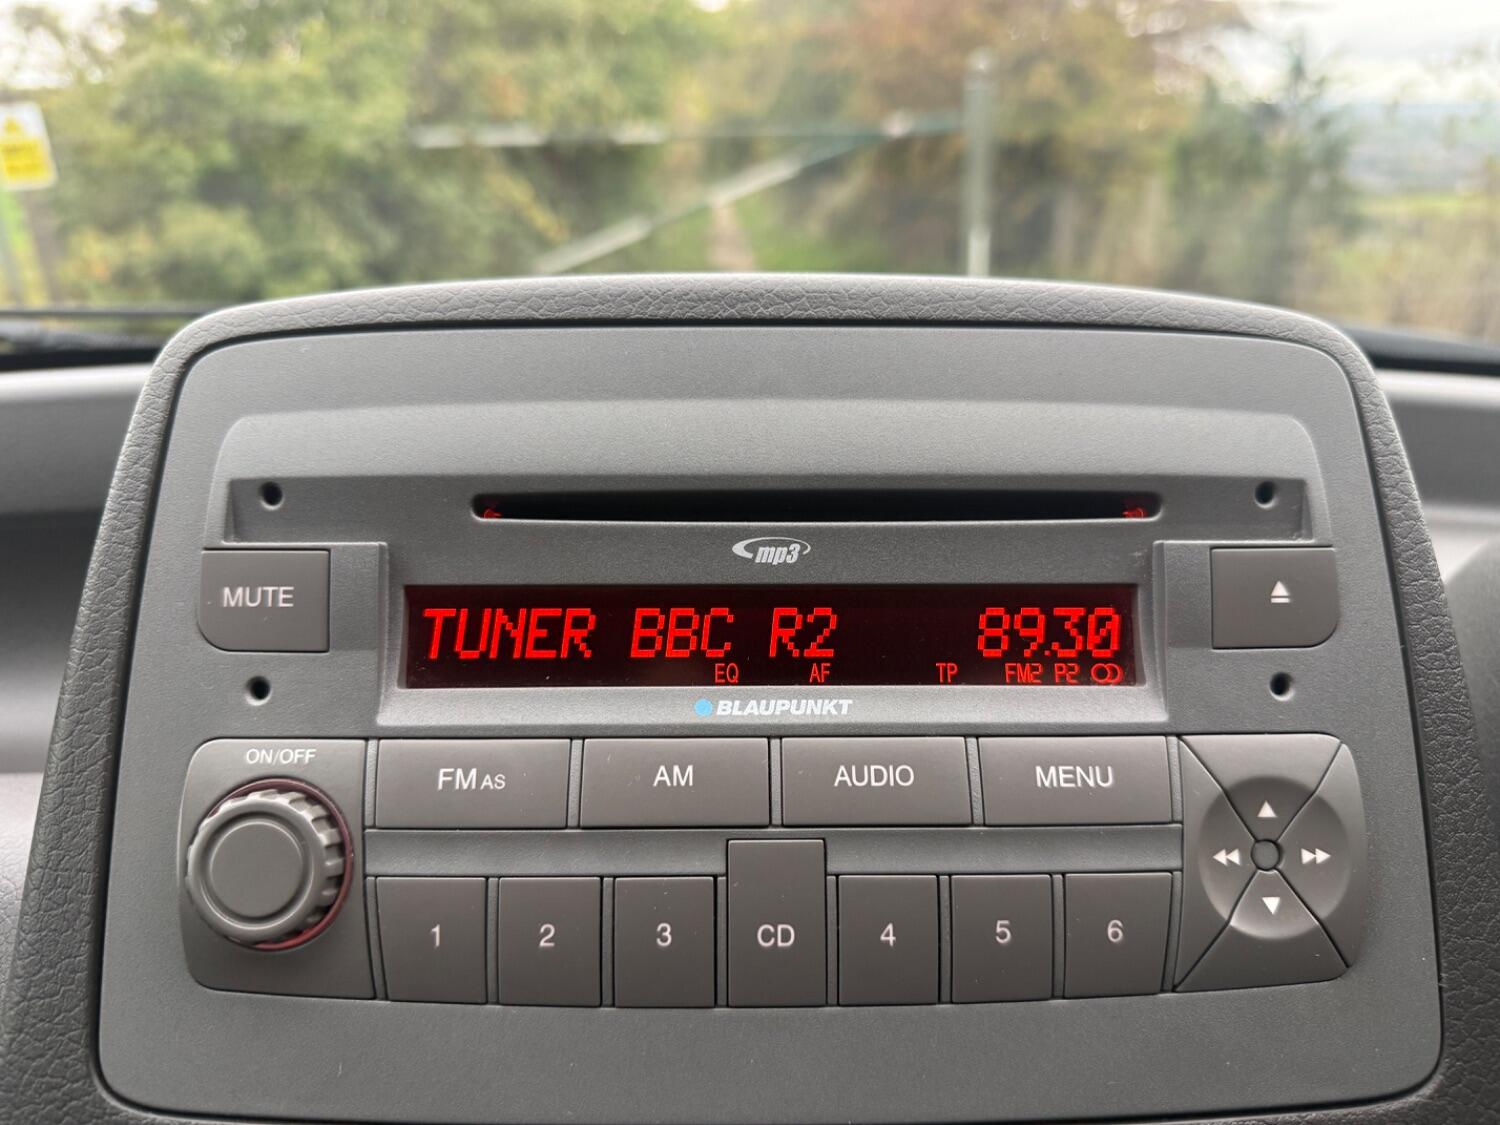 mp3
MUTE
TUNER BBC R2 89.30
EQ AF TP FM2 P2
BLAUPUNKT
ON/OFF
FM AS AM AUDIO MENU
1 2 3 CD 4 5 6